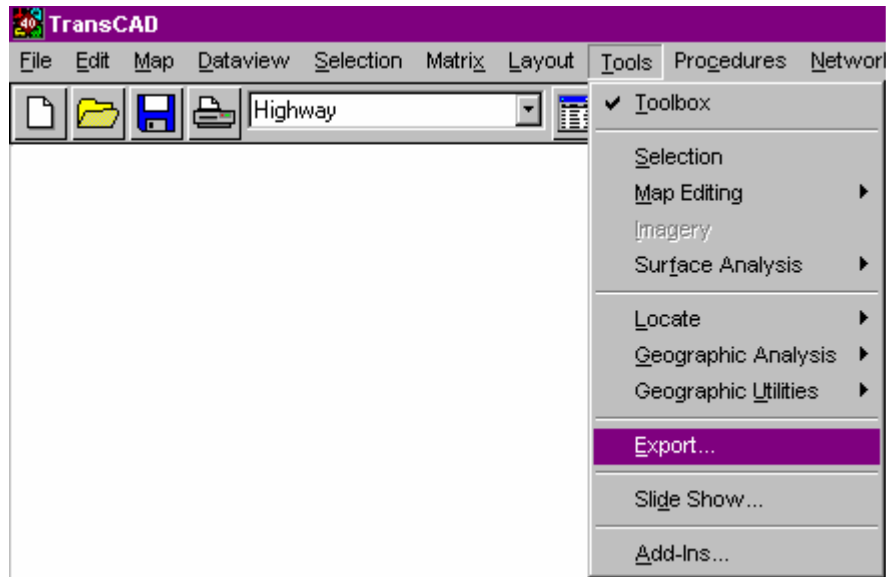 TransCAD
File Edit Map Dataview Selection Matrix Layout Tools Procedures Networ
Highway
Toolbox
Selection
Map Editing
Imagery
Surface Analysis
Locate
Geographic Analysis
Geographic Utilities
Export...
Slide Show...
Add-Ins...